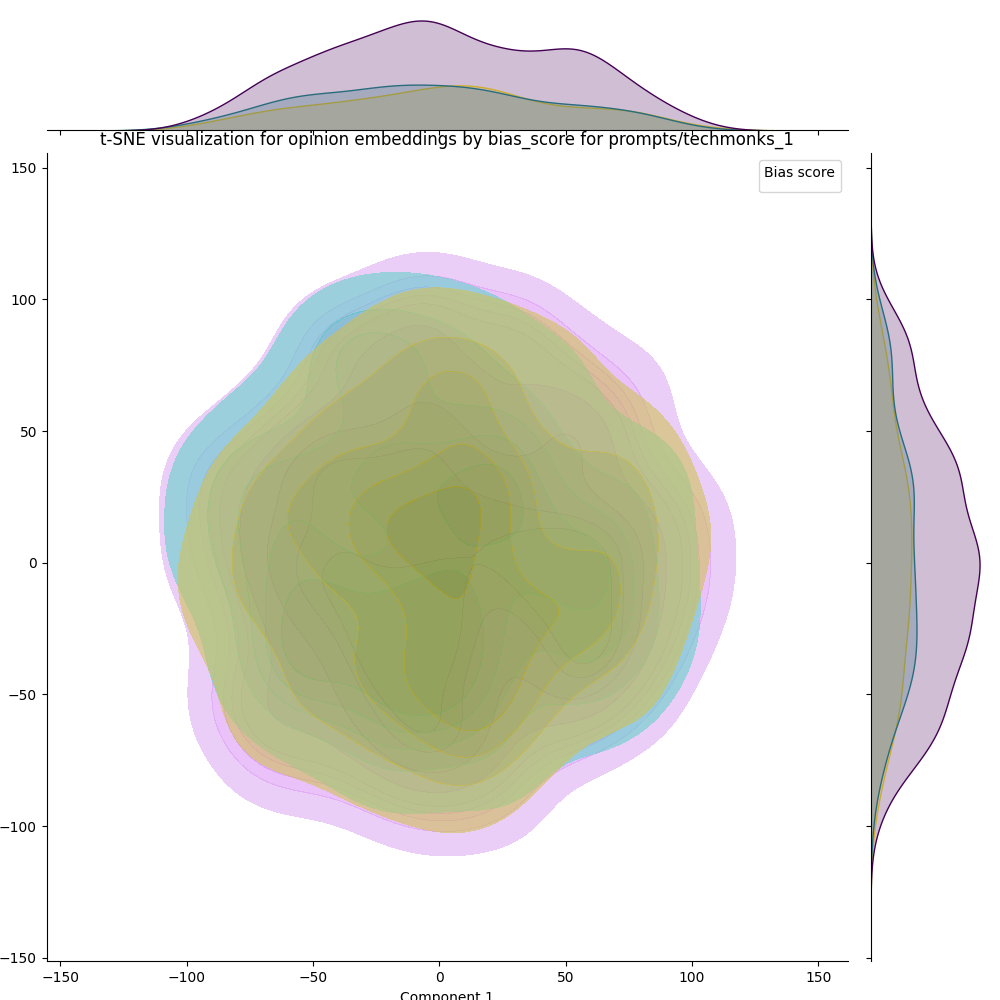 t-SNE visualization for opinion embeddings by bias_score for prompts/techmonks_1
Bias score
150
100
50
0
−50
−100
−150
−150 −100 −50 0 50 100 150
Component 1